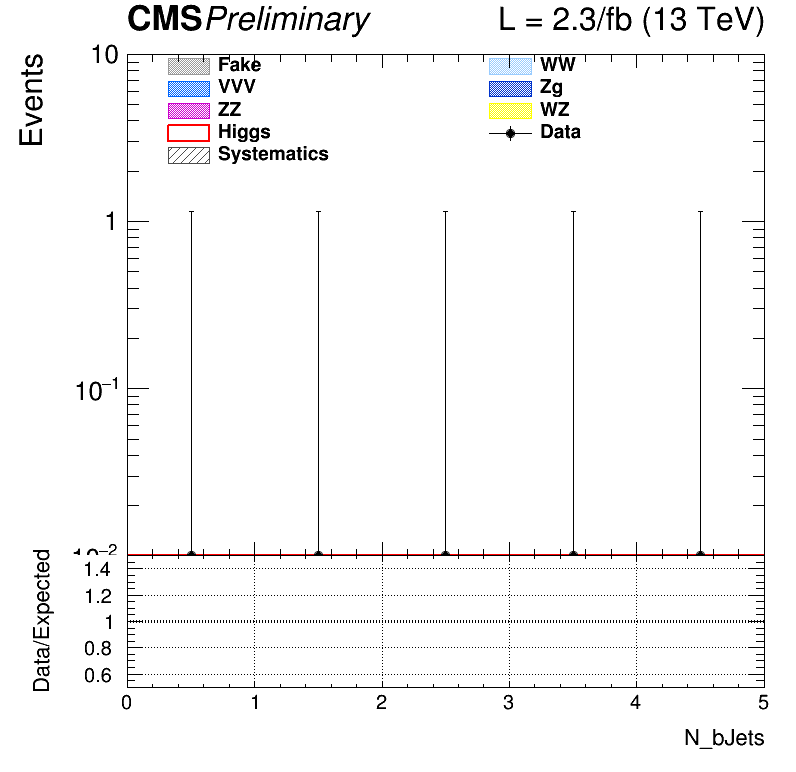 CMS Preliminary L = 2.3/fb (13 TeV)
Events
10
1
10⁻¹
10⁻²
Fake WW
VVV Zg
ZZ WZ
Higgs Data
Systematics
Data/Expected
1.4
1.2
1
0.8
0.6
0 1 2 3 4 5
N_bJets